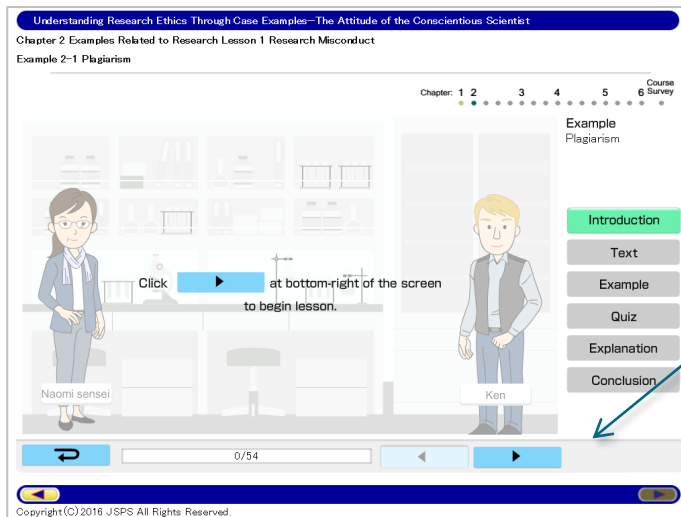 Understanding Research Ethics Through Case Examples—The Attitude of the Conscientious Scientist
Chapter 2 Examples Related to Research Lesson 1 Research Misconduct
Example 2-1 Plagiarism
Chapter: 1 2 3 4 5 6 Course Survey
Example
Plagiarism
Introduction
Text
Example
Quiz
Explanation
Conclusion
Click at bottom-right of the screen
to begin lesson.
Naomi sensei
Ken
0/54
Copyright(C)2016 JSPS All Rights Reserved.